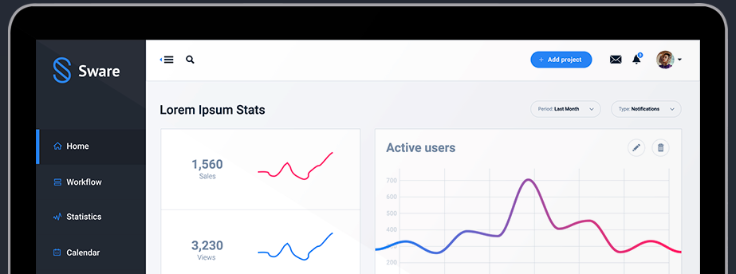 Sware
+ Add project
Lorem Ipsum Stats
Period: Last Month
Type: Notifications
Home
Workflow
Statistics
Calendar
1,560
Sales
3,230
Views
Active users
700
600
500
400
300